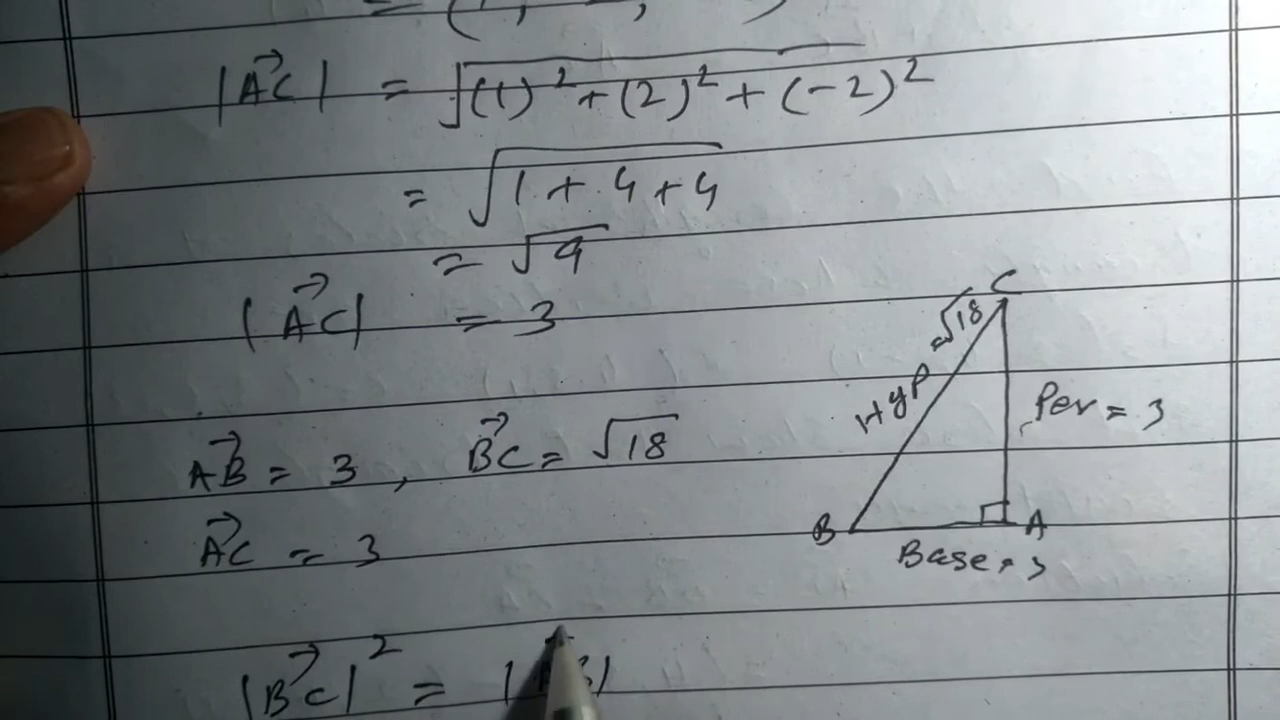 |AC⃗| = √(1)² + (2)² + (-2)²
= √1 + 4 + 4
= √9
|AC⃗| = 3
AB⃗ = 3, BC⃗ = √18
AC⃗ = 3
C
√18
Hyp
Per = 3
B
A
Base = 3
|BC⃗|² = |